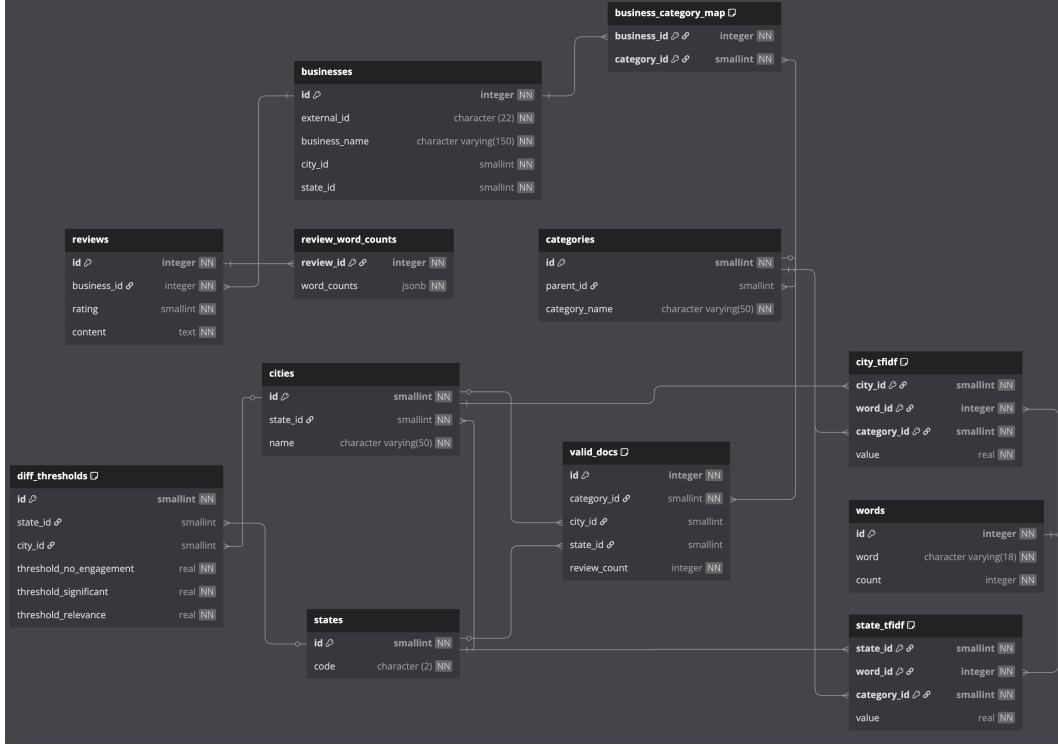 business_category_map
business_id integer NN
category_id smallint NN
businesses
id integer NN
external_id character (22) NN
business_name character varying(150) NN
city_id smallint NN
state_id smallint NN
reviews
id integer NN
business_id integer NN
rating smallint NN
content text NN
review_word_counts
review_id integer NN
word_counts jsonb NN
categories
id smallint NN
parent_id smallint
category_name character varying(50) NN
cities
id smallint NN
state_id smallint NN
name character varying(50) NN
city_tfidf
city_id smallint NN
word_id integer NN
category_id smallint NN
value real NN
diff_thresholds
id smallint NN
state_id smallint
city_id smallint
threshold_no_engagement real NN
threshold_significant real NN
threshold_relevance real NN
valid_docs
id integer NN
category_id smallint NN
city_id smallint
state_id smallint
review_count integer NN
words
id integer NN
word character varying(18) NN
count integer NN
states
id smallint NN
code character (2) NN
state_tfidf
state_id smallint NN
word_id integer NN
category_id smallint NN
value real NN